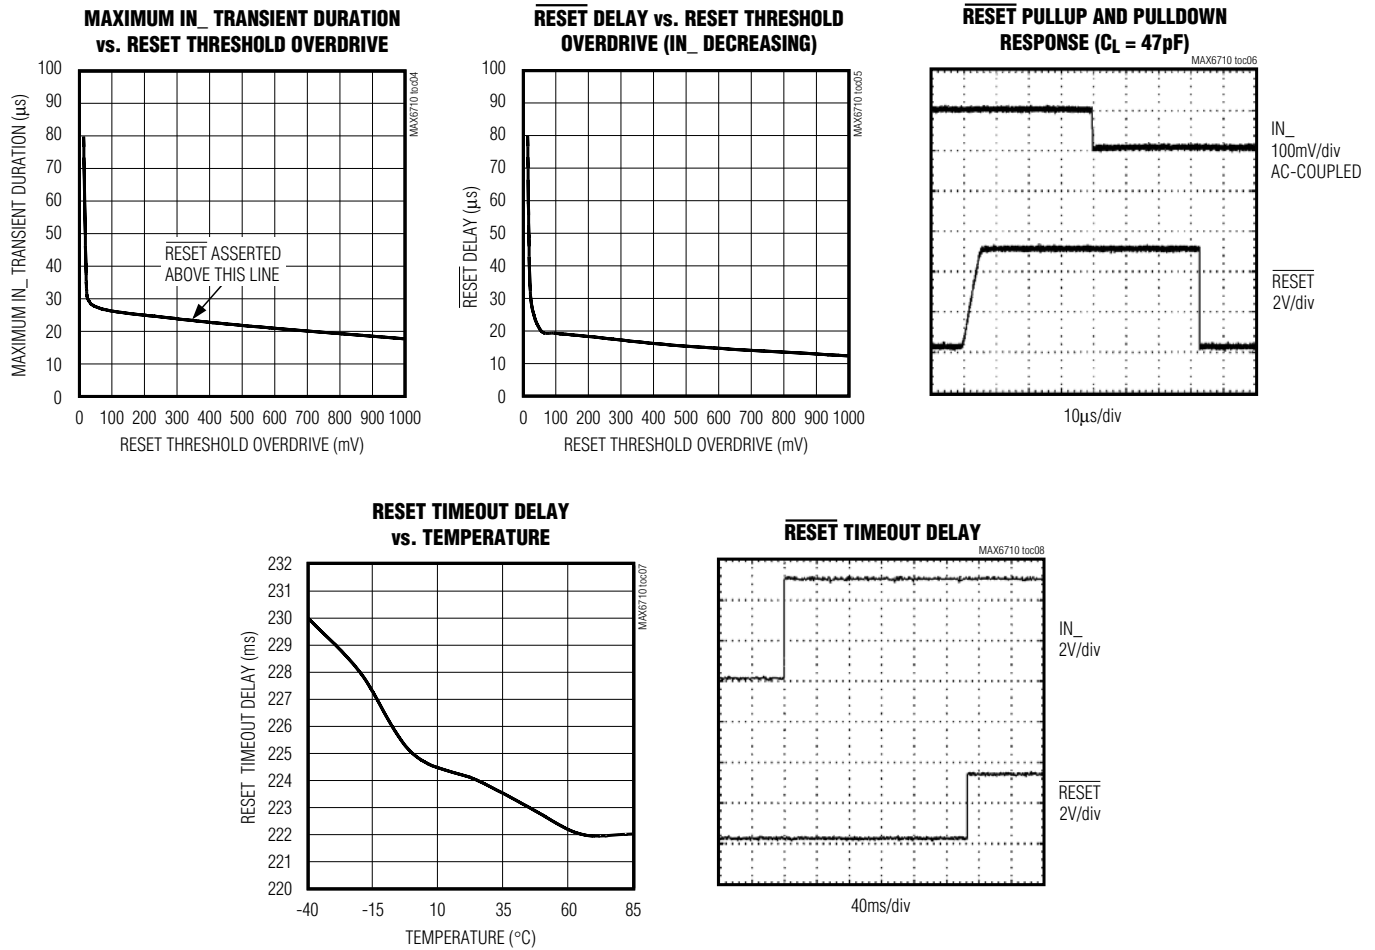 MAXIMUM IN_ TRANSIENT DURATION
vs. RESET THRESHOLD OVERDRIVE
MAX6710 toc04
MAXIMUM IN_ TRANSIENT DURATION (µs)
100
90
80
70
60
50
40
30
20
10
0
RESET ASSERTED
ABOVE THIS LINE
0 100 200 300 400 500 600 700 800 900 1000
RESET THRESHOLD OVERDRIVE (mV)
RESET DELAY vs. RESET THRESHOLD
OVERDRIVE (IN_ DECREASING)
MAX6710 toc05
RESET DELAY (µs)
100
90
80
70
60
50
40
30
20
10
0
0 100 200 300 400 500 600 700 800 900 1000
RESET THRESHOLD OVERDRIVE (mV)
RESET PULLUP AND PULLDOWN
RESPONSE (CL = 47pF)
MAX6710 toc06
IN_
100mV/div
AC-COUPLED
RESET
2V/div
10µs/div
RESET TIMEOUT DELAY
vs. TEMPERATURE
MAX6710 toc07
RESET TIMEOUT DELAY (ms)
232
231
230
229
228
227
226
225
224
223
222
221
220
-40 -15 10 35 60 85
TEMPERATURE (°C)
RESET TIMEOUT DELAY
MAX6710 toc08
IN_
2V/div
RESET
2V/div
40ms/div